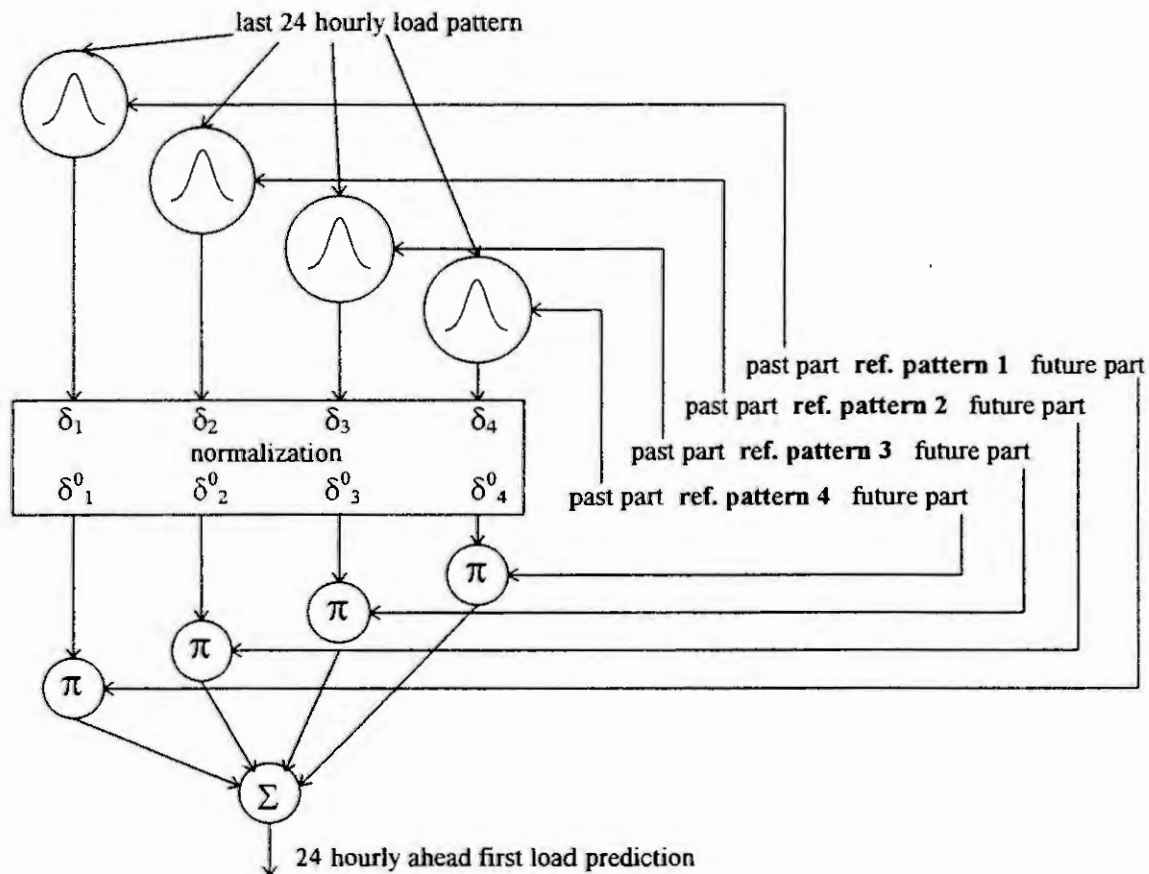 last 24 hourly load pattern
past part ref. pattern 1 future part
past part ref. pattern 2 future part
past part ref. pattern 3 future part
past part ref. pattern 4 future part
δ₁ δ₂ δ₃ δ₄
normalization
δ⁰₁ δ⁰₂ δ⁰₃ δ⁰₄
π
π
π
π
Σ
24 hourly ahead first load prediction